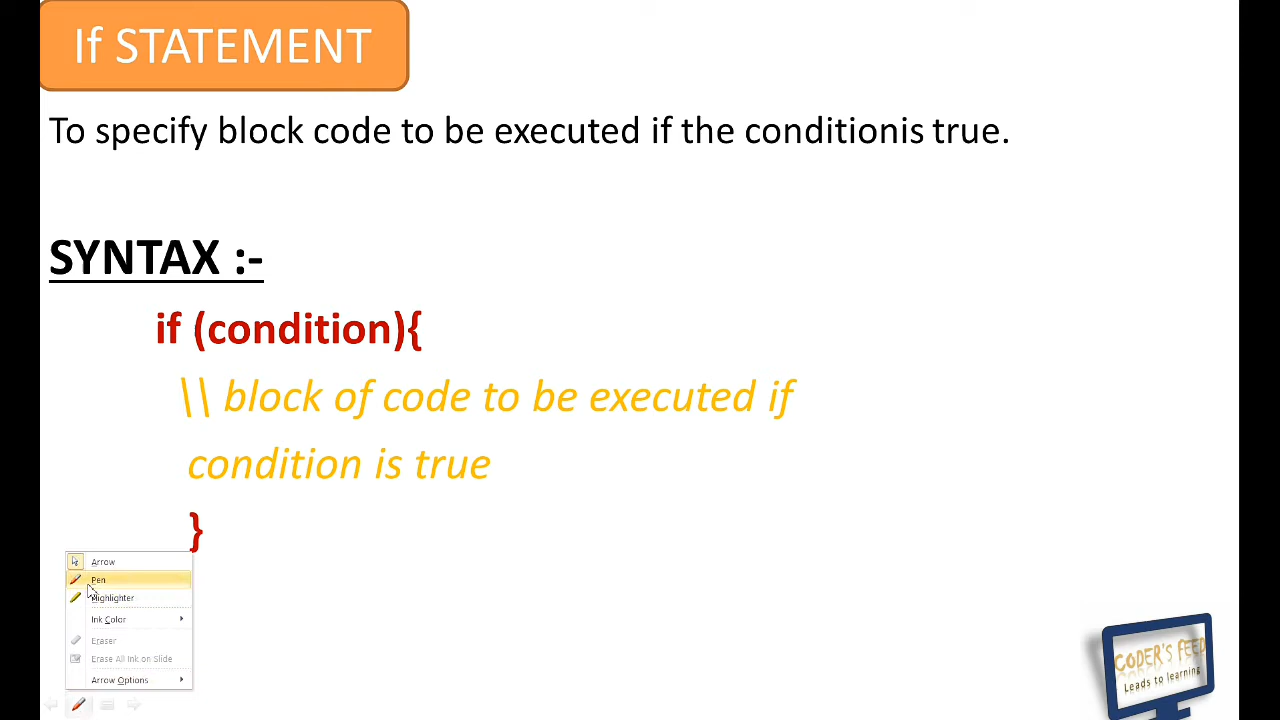 If STATEMENT
To specify block code to be executed if the conditionis true.
SYNTAX :-
if (condition){
\\ block of code to be executed if
condition is true
}
Arrow
Pen
Highlighter
Ink Color
Eraser
Erase All Ink on Slide
Arrow Options
CODER'S FEED
Leads to learning